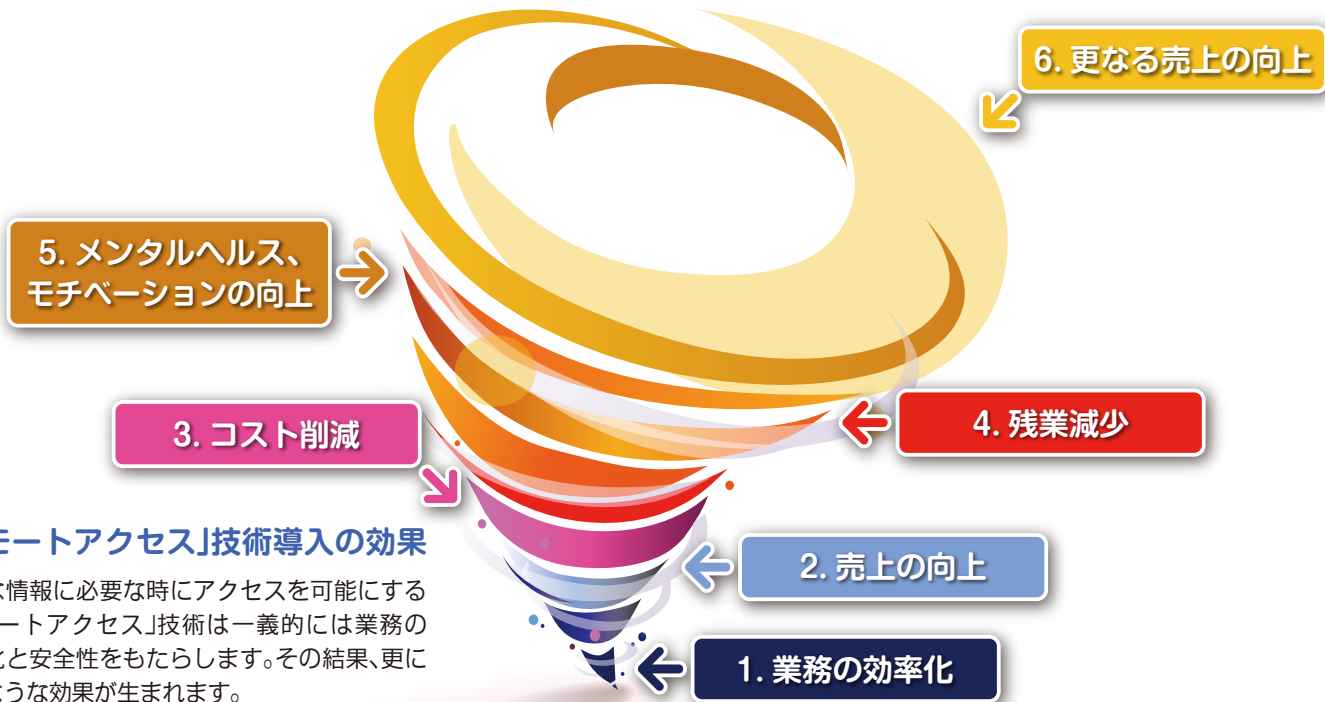 6. 更なる売上の向上
5. メンタルヘルス、
モチベーションの向上
3. コスト削減
4. 残業減少
モートアクセス」技術導入の効果
2. 売上の向上
な情報に必要な時にアクセスを可能にする
ートアクセス」技術は一義的には業務の
化と安全性をもたらします。その結果、更に
ような効果が生まれます。
1. 業務の効率化